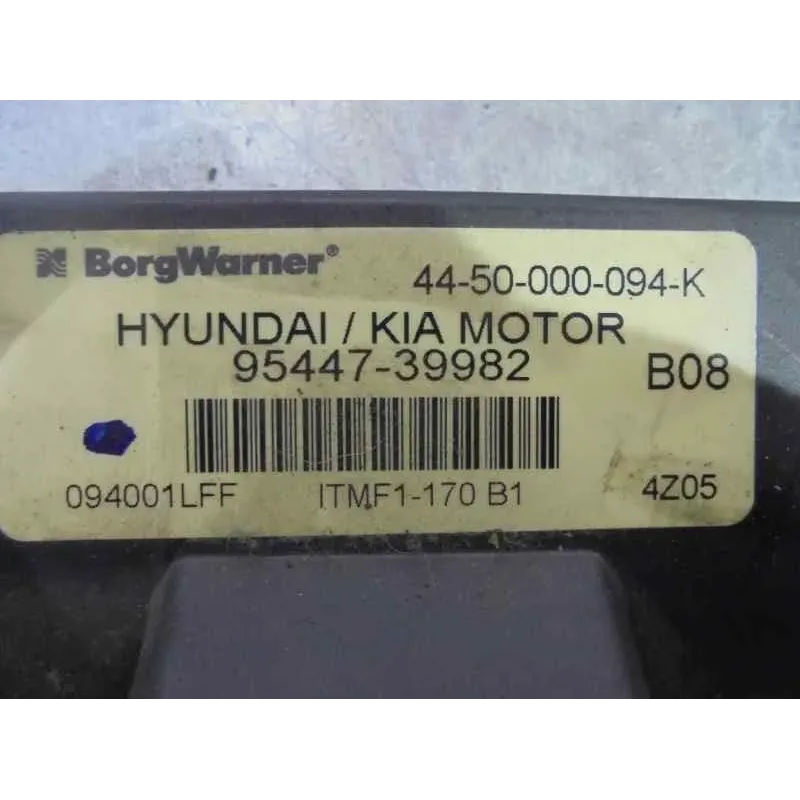 BorgWarner® 44-50-000-094-K
HYUNDAI / KIA MOTOR
95447-39982 B08
094001LFF ITMF1-170 B1 4Z05